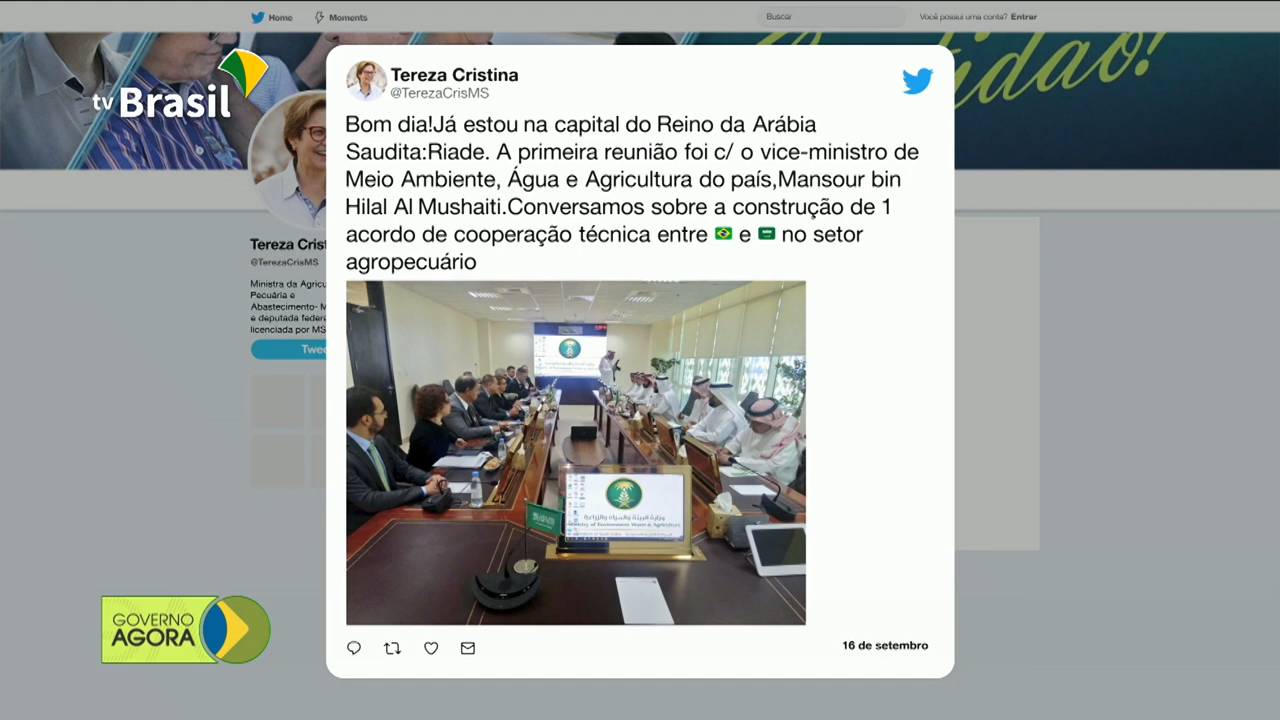 Home
Moments
Buscar
Você possui uma conta? Entrar
tv Brasil
Tereza Cristina
@TerezaCrisMS
Bom dia!Já estou na capital do Reino da Arábia
Saudita:Riade. A primeira reunião foi c/ o vice-ministro de
Meio Ambiente, Água e Agricultura do país,Mansour bin
Hilal Al Mushaiti.Conversamos sobre a construção de 1
acordo de cooperação técnica entre 🇧🇷 e 🇸🇦 no setor
agropecuário
Tereza Crist
@TerezaCrisMS
Ministra da Agricu
Pecuária e
Abastecimento- M
e deputada federa
licenciada por MS
Twee
وزارة البيئة والمياه والزراعة
Ministry of Environment Water & Agriculture
GOVERNO
AGORA
16 de setembro